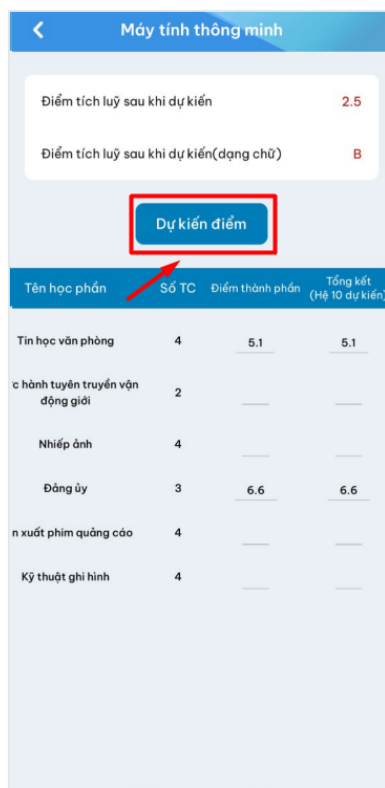 Máy tính thông minh
Điểm tích luỹ sau khi dự kiến 2.5
Điểm tích luỹ sau khi dự kiến(dạng chữ) B
Dự kiến điểm
Tên học phần Số TC Điểm thành phần Tổng kết
(Hệ 10 dự kiến)
Tin học văn phòng 4 5.1 5.1
hành tuyên truyền vận
động giới 2
Nhiếp ảnh 4
Đảng ủy 3 6.6 6.6
xuất phim quảng cáo 4
Kỹ thuật ghi hình 4